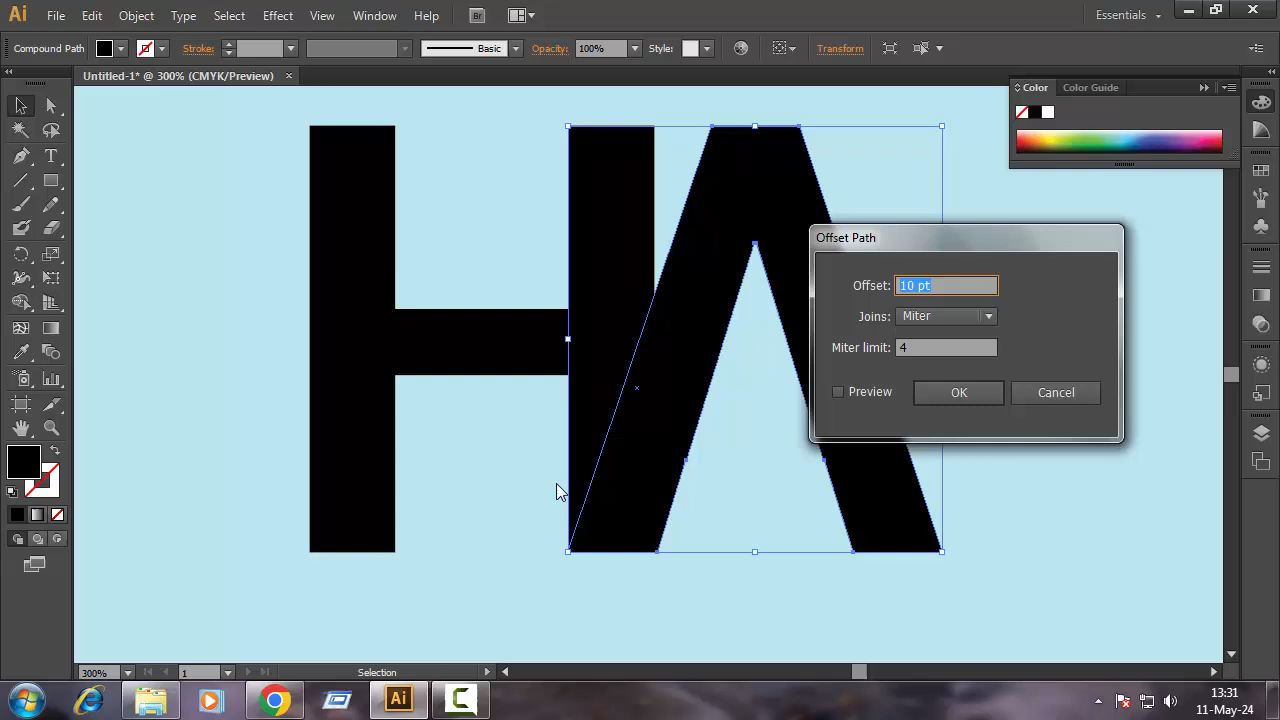 Ai File Edit Object Type Select Effect View Window Help Br Essentials
Compound Path Stroke: Basic Opacity: 100% Style: Transform
Untitled-1* @ 300% (CMYK/Preview)
Color Color Guide
HA
Offset Path
Offset: 10 pt
Joins: Miter
Miter limit: 4
Preview OK Cancel
300% 1 Selection
Ai 13:31
11-May-24